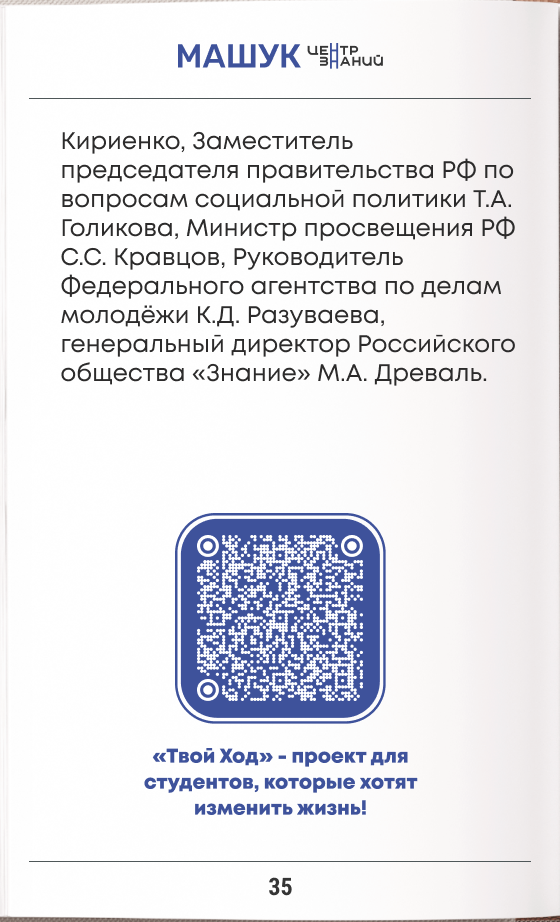 МАШУК ЦЕНТР
ЗНАНИЙ
Кириенко, Заместитель
председателя правительства РФ по
вопросам социальной политики Т.А.
Голикова, Министр просвещения РФ
С.С. Кравцов, Руководитель
Федерального агентства по делам
молодёжи К.Д. Разуваева,
генеральный директор Российского
общества «Знание» М.А. Древаль.
«Твой Ход» - проект для
студентов, которые хотят
изменить жизнь!
35